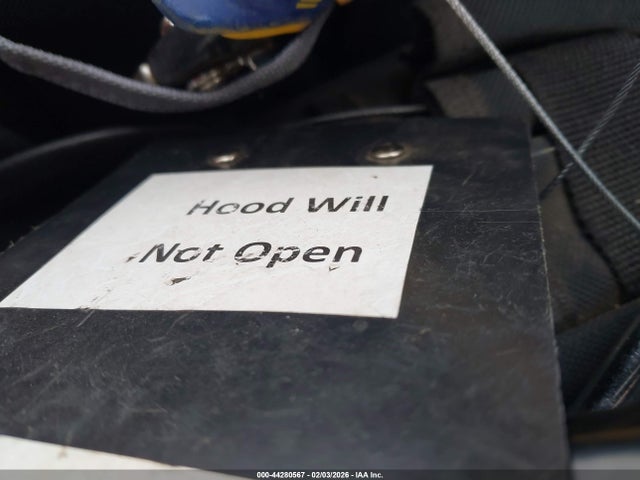 Hood Will
Not Open
000-44280567 - 02/03/2026 - IAA Inc.